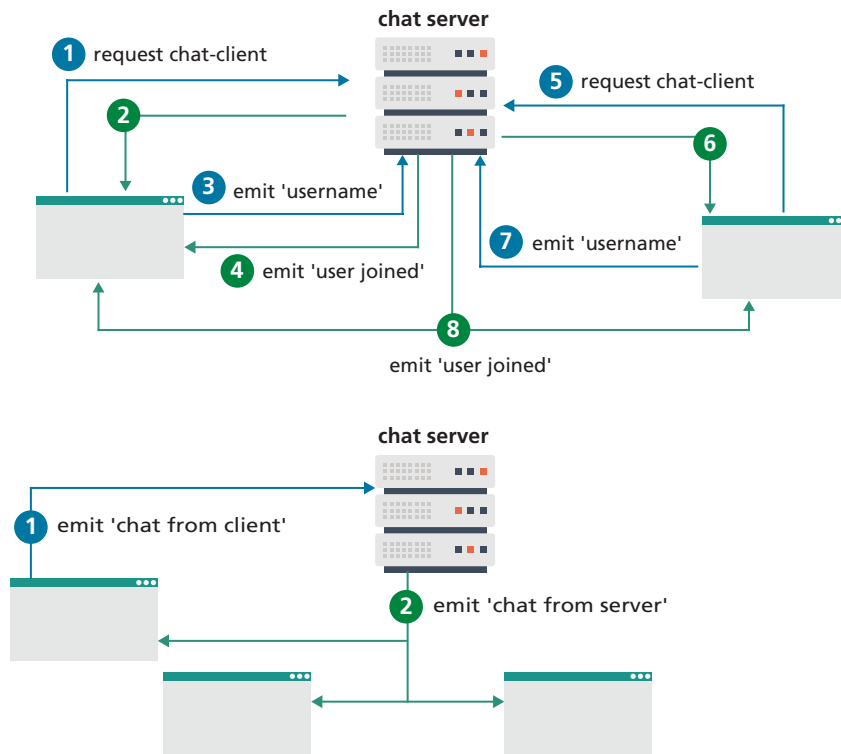 chat server
1 request chat-client
5 request chat-client
2
6
3 emit 'username'
7 emit 'username'
4 emit 'user joined'
8
emit 'user joined'
chat server
1 emit 'chat from client'
2 emit 'chat from server'